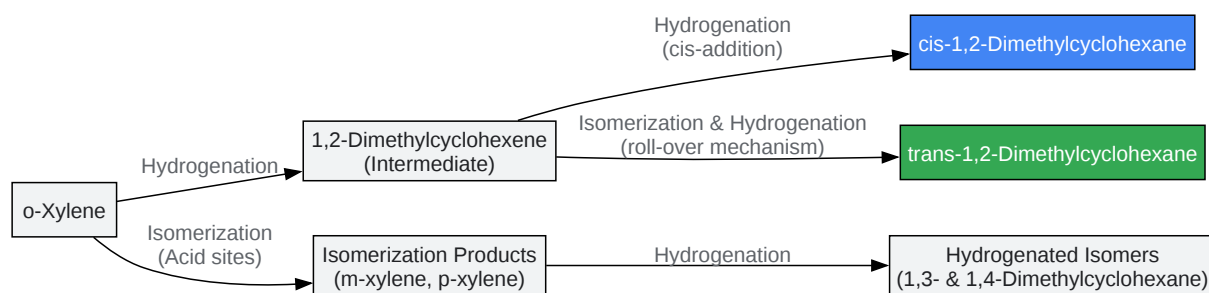 Hydrogenation
(cis-addition)
cis-1,2-Dimethylcyclohexane
1,2-Dimethylcyclohexene
(Intermediate)
Isomerization & Hydrogenation
(roll-over mechanism)
trans-1,2-Dimethylcyclohexane
Hydrogenation
o-Xylene
Isomerization
(Acid sites)
Isomerization Products
(m-xylene, p-xylene)
Hydrogenation
Hydrogenated Isomers
(1,3- & 1,4-Dimethylcyclohexane)